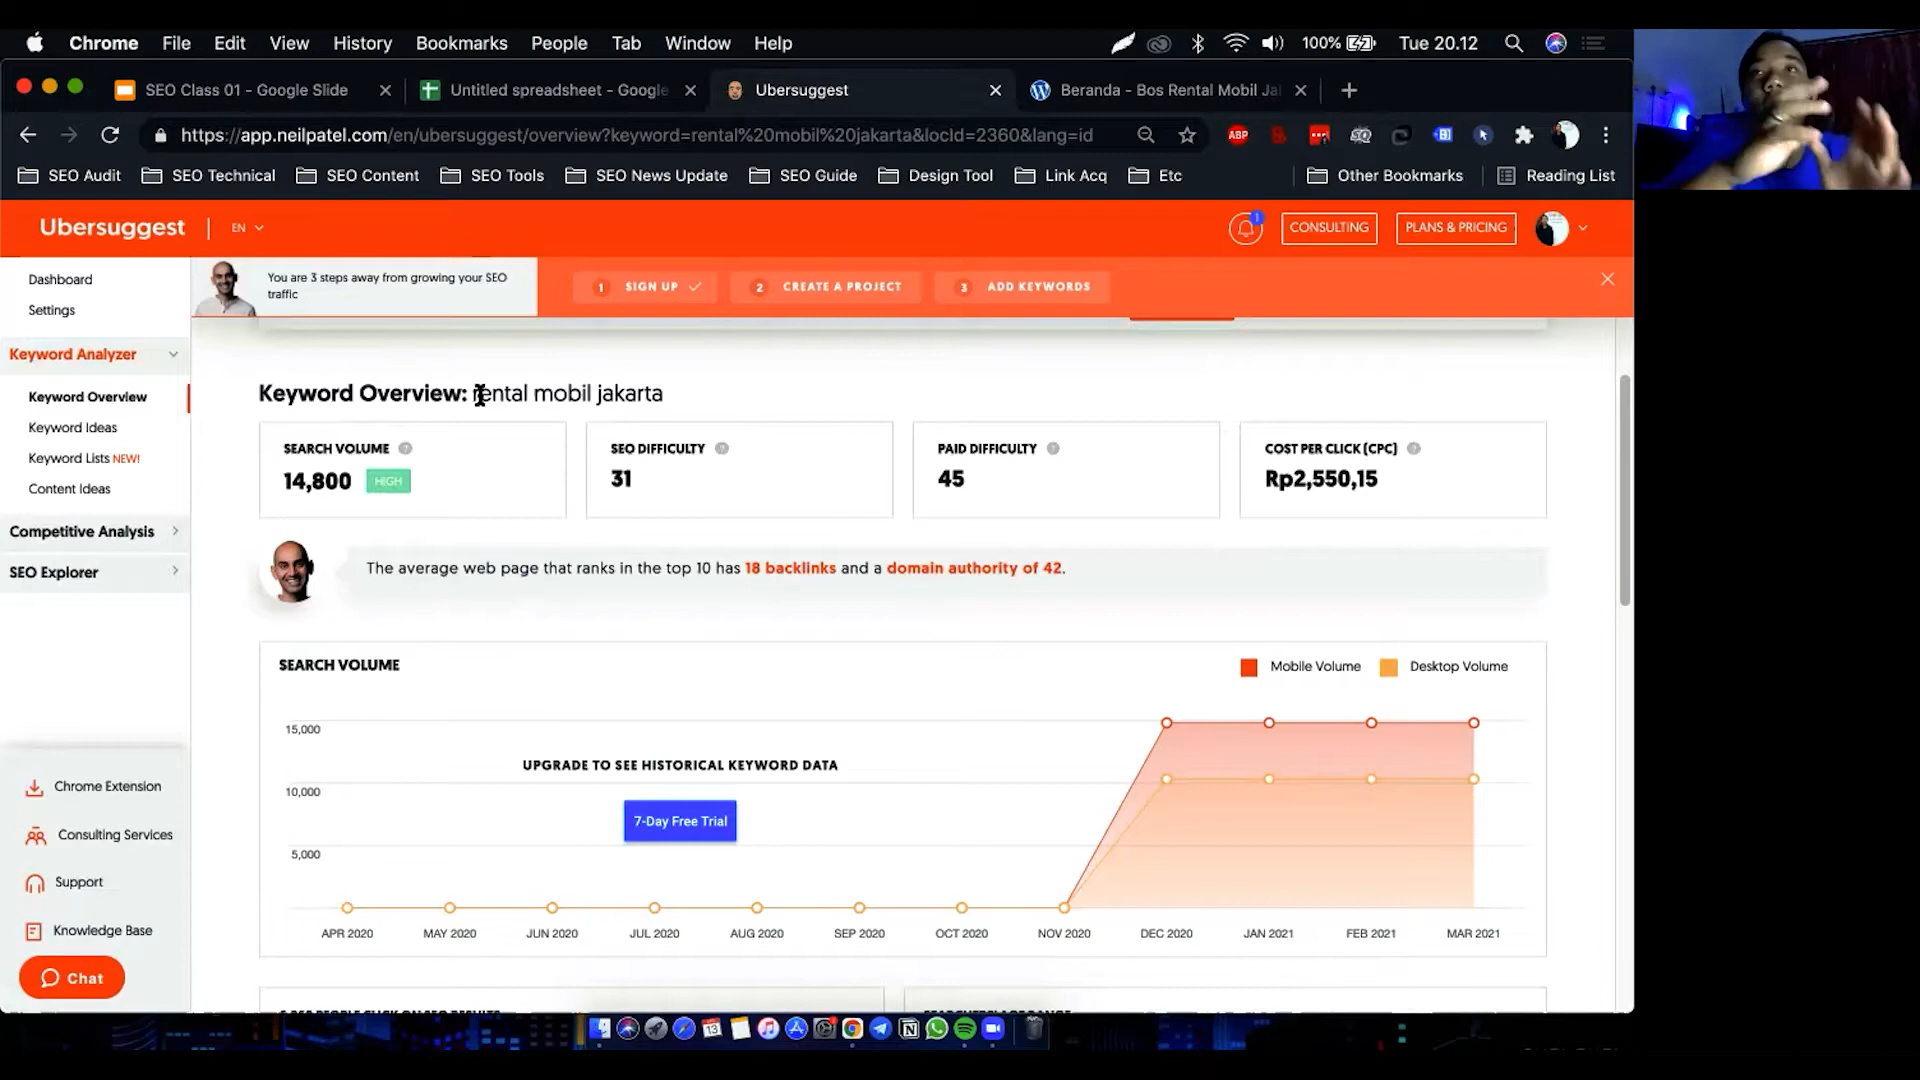 Chrome File Edit View History Bookmarks People Tab Window Help 100% Tue 20.12
SEO Class 01 - Google Slide Untitled spreadsheet - Google Ubersuggest Beranda - Bos Rental Mobil Jal
https://app.neilpatel.com/en/ubersuggest/overview?keyword=rental%20mobil%20jakarta&locId=2360&lang=id ABP SQ
SEO Audit SEO Technical SEO Content SEO Tools SEO News Update SEO Guide Design Tool Link Acq Etc Other Bookmarks Reading List
Ubersuggest EN 1 CONSULTING PLANS & PRICING
You are 3 steps away from growing your SEO
traffic
1 SIGN UP 2 CREATE A PROJECT 3 ADD KEYWORDS
Dashboard
Settings
Keyword Analyzer
Keyword Overview
Keyword Ideas
Keyword Lists NEW!
Content Ideas
Competitive Analysis
SEO Explorer
Chrome Extension
Consulting Services
Support
Knowledge Base
Chat
Keyword Overview: rental mobil jakarta
SEARCH VOLUME ?
14,800 HIGH
SEO DIFFICULTY ?
31
PAID DIFFICULTY ?
45
COST PER CLICK [CPC] ?
Rp2,550,15
The average web page that ranks in the top 10 has 18 backlinks and a domain authority of 42.
SEARCH VOLUME
Mobile Volume Desktop Volume
15,000
10,000
5,000
UPGRADE TO SEE HISTORICAL KEYWORD DATA
7-Day Free Trial
APR 2020 MAY 2020 JUN 2020 JUL 2020 AUG 2020 SEP 2020 OCT 2020 NOV 2020 DEC 2020 JAN 2021 FEB 2021 MAR 2021
13